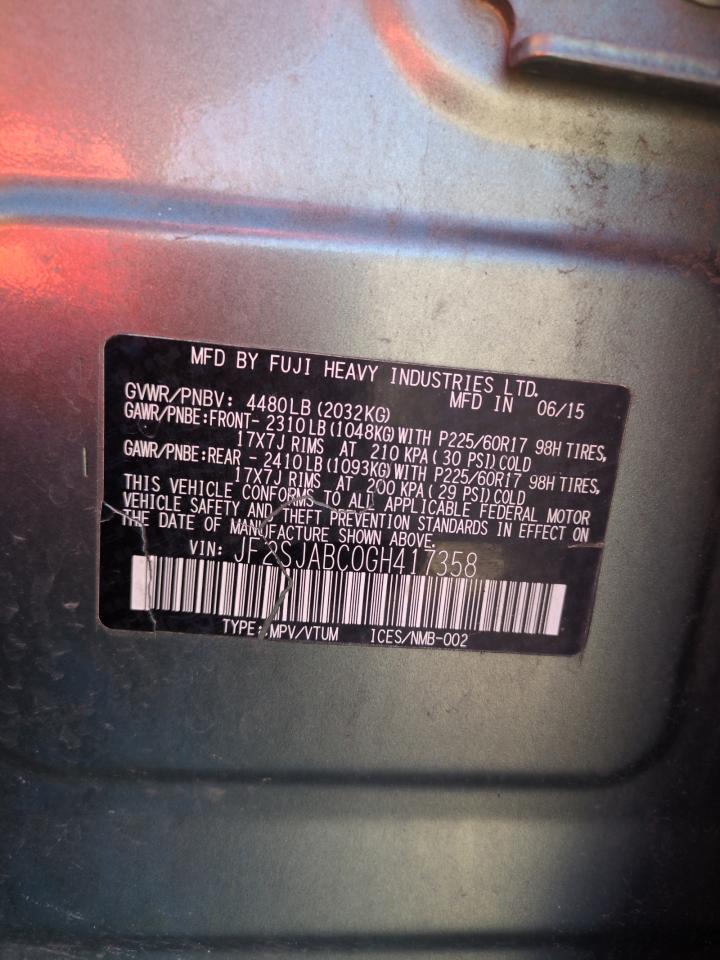 MFD BY FUJI HEAVY INDUSTRIES LTD.
GVWR/PNBV: 4480LB(2032KG) MFD IN 06/15
GAWR/PNBE:FRONT- 2310LB(1048KG)WITH P225/60R17 98H TIRES,
17X7J RIMS AT 210 KPA(30 PSI)COLD
GAWR/PNBE:REAR - 2410LB(1093KG)WITH P225/60R17 98H TIRES,
17X7J RIMS AT 200 KPA(29 PSI)COLD
THIS VEHICLE CONFORMS TO ALL APPLICABLE FEDERAL MOTOR
VEHICLE SAFETY AND THEFT PREVENTION STANDARDS IN EFFECT ON
THE DATE OF MANUFACTURE SHOWN ABOVE.
VIN: JF2SJABC0GH417358
TYPE:MPV/VTUM ICES/NMB-002